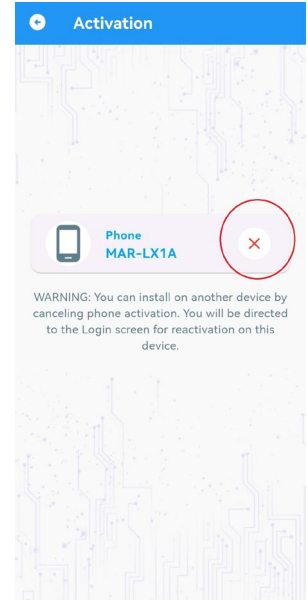 Activation
Phone
MAR-LX1A
WARNING: You can install on another device by
canceling phone activation. You will be directed
to the Login screen for reactivation on this
device.